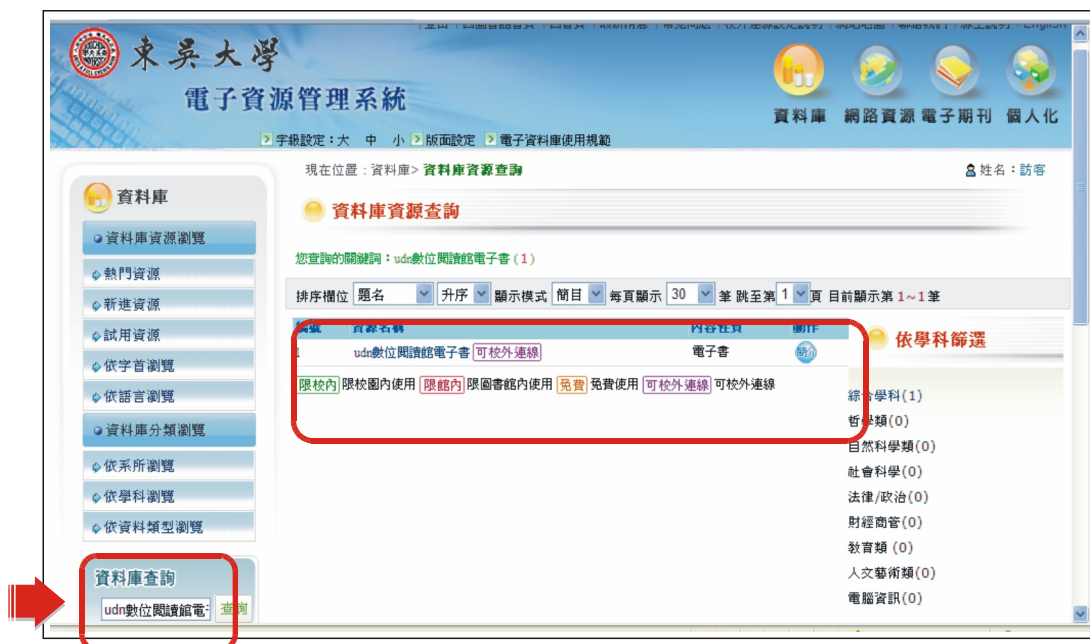 東吳大學
電子資源管理系統
資料庫 網路資源 電子期刊 個人化
字級設定：大 中 小 版面設定 電子資料庫使用規範
現在位置：資料庫> 資料庫資源查詢
姓名：訪客
資料庫
資料庫資源瀏覽
熱門資源
新進資源
試用資源
依字首瀏覽
依語言瀏覽
資料庫分類瀏覽
依系所瀏覽
依學科瀏覽
依資料類型瀏覽
資料庫查詢
udn數位閱讀館電 查詢
資料庫資源查詢
您查詢的關鍵詞：udn數位閱讀館電子書(1)
排序欄位 題名 升序 顯示模式 簡目 每頁顯示 30 筆 跳至第 1 頁 目前顯示第 1~1 筆
編號 資源名稱 內容性質 動作
1 udn數位閱讀館電子書 可校外連線 電子書 簡介
限校內 限校園內使用 限館內 限圖書館內使用 免費 免費使用 可校外連線 可校外連線
依學科篩選
綜合學科(1)
哲學類(0)
自然科學類(0)
社會科學(0)
法律/政治(0)
財經商管(0)
教育類 (0)
人文藝術類(0)
電腦資訊(0)